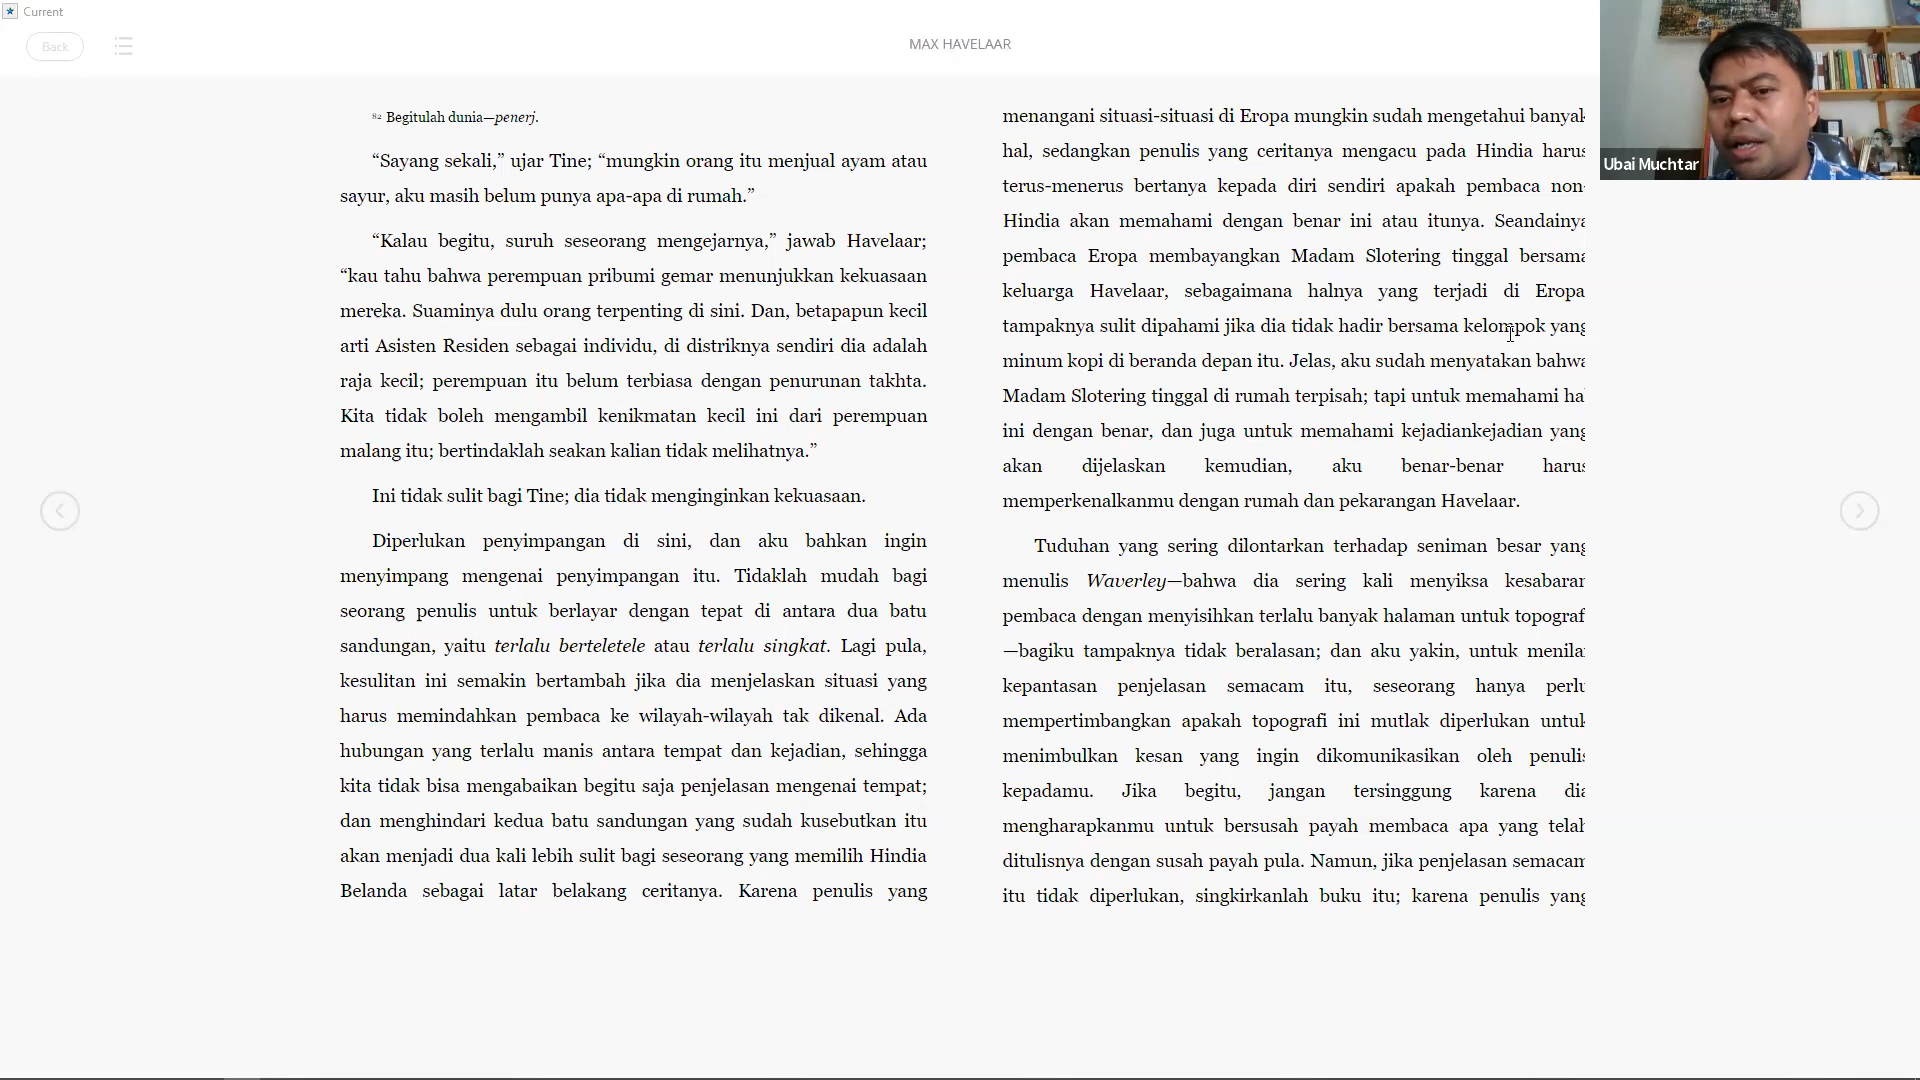 Current
Back
MAX HAVELAAR
82 Begitulah dunia—penerj.
“Sayang sekali,” ujar Tine; “mungkin orang itu menjual ayam atau
sayur, aku masih belum punya apa-apa di rumah.”
“Kalau begitu, suruh seseorang mengejarnya,” jawab Havelaar;
“kau tahu bahwa perempuan pribumi gemar menunjukkan kekuasaan
mereka. Suaminya dulu orang terpenting di sini. Dan, betapapun kecil
arti Asisten Residen sebagai individu, di distriknya sendiri dia adalah
raja kecil; perempuan itu belum terbiasa dengan penurunan takhta.
Kita tidak boleh mengambil kenikmatan kecil ini dari perempuan
malang itu; bertindaklah seakan kalian tidak melihatnya.”
Ini tidak sulit bagi Tine; dia tidak menginginkan kekuasaan.
Diperlukan penyimpangan di sini, dan aku bahkan ingin
menyimpang mengenai penyimpangan itu. Tidaklah mudah bagi
seorang penulis untuk berlayar dengan tepat di antara dua batu
sandungan, yaitu terlalu berteletele atau terlalu singkat. Lagi pula,
kesulitan ini semakin bertambah jika dia menjelaskan situasi yang
harus memindahkan pembaca ke wilayah-wilayah tak dikenal. Ada
hubungan yang terlalu manis antara tempat dan kejadian, sehingga
kita tidak bisa mengabaikan begitu saja penjelasan mengenai tempat;
dan menghindari kedua batu sandungan yang sudah kusebutkan itu
akan menjadi dua kali lebih sulit bagi seseorang yang memilih Hindia
Belanda sebagai latar belakang ceritanya. Karena penulis yang
menangani situasi-situasi di Eropa mungkin sudah mengetahui banyak
hal, sedangkan penulis yang ceritanya mengacu pada Hindia harus
terus-menerus bertanya kepada diri sendiri apakah pembaca non-
Hindia akan memahami dengan benar ini atau itunya. Seandainya
pembaca Eropa membayangkan Madam Slotering tinggal bersama
keluarga Havelaar, sebagaimana halnya yang terjadi di Eropa
tampaknya sulit dipahami jika dia tidak hadir bersama kelompok yang
minum kopi di beranda depan itu. Jelas, aku sudah menyatakan bahwa
Madam Slotering tinggal di rumah terpisah; tapi untuk memahami hal
ini dengan benar, dan juga untuk memahami kejadiankejadian yang
akan dijelaskan kemudian, aku benar-benar harus
memperkenalkanmu dengan rumah dan pekarangan Havelaar.
Tuduhan yang sering dilontarkan terhadap seniman besar yang
menulis Waverley—bahwa dia sering kali menyiksa kesabaran
pembaca dengan menyisihkan terlalu banyak halaman untuk topografi
—bagiku tampaknya tidak beralasan; dan aku yakin, untuk menilai
kepantasan penjelasan semacam itu, seseorang hanya perlu
mempertimbangkan apakah topografi ini mutlak diperlukan untuk
menimbulkan kesan yang ingin dikomunikasikan oleh penulis
kepadamu. Jika begitu, jangan tersinggung karena dia
mengharapkanmu untuk bersusah payah membaca apa yang telah
ditulisnya dengan susah payah pula. Namun, jika penjelasan semacam
itu tidak diperlukan, singkirkanlah buku itu; karena penulis yang
Ubai Muchtar